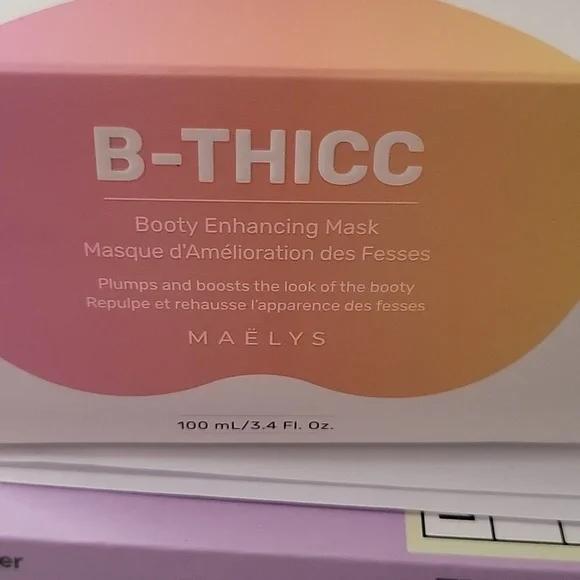 B-THICC
Booty Enhancing Mask
Masque d'Amélioration des Fesses
Plumps and boosts the look of the booty
Repulpe et rehausse l'apparence des fesses
MAËLYS
100 mL/3.4 Fl. Oz.